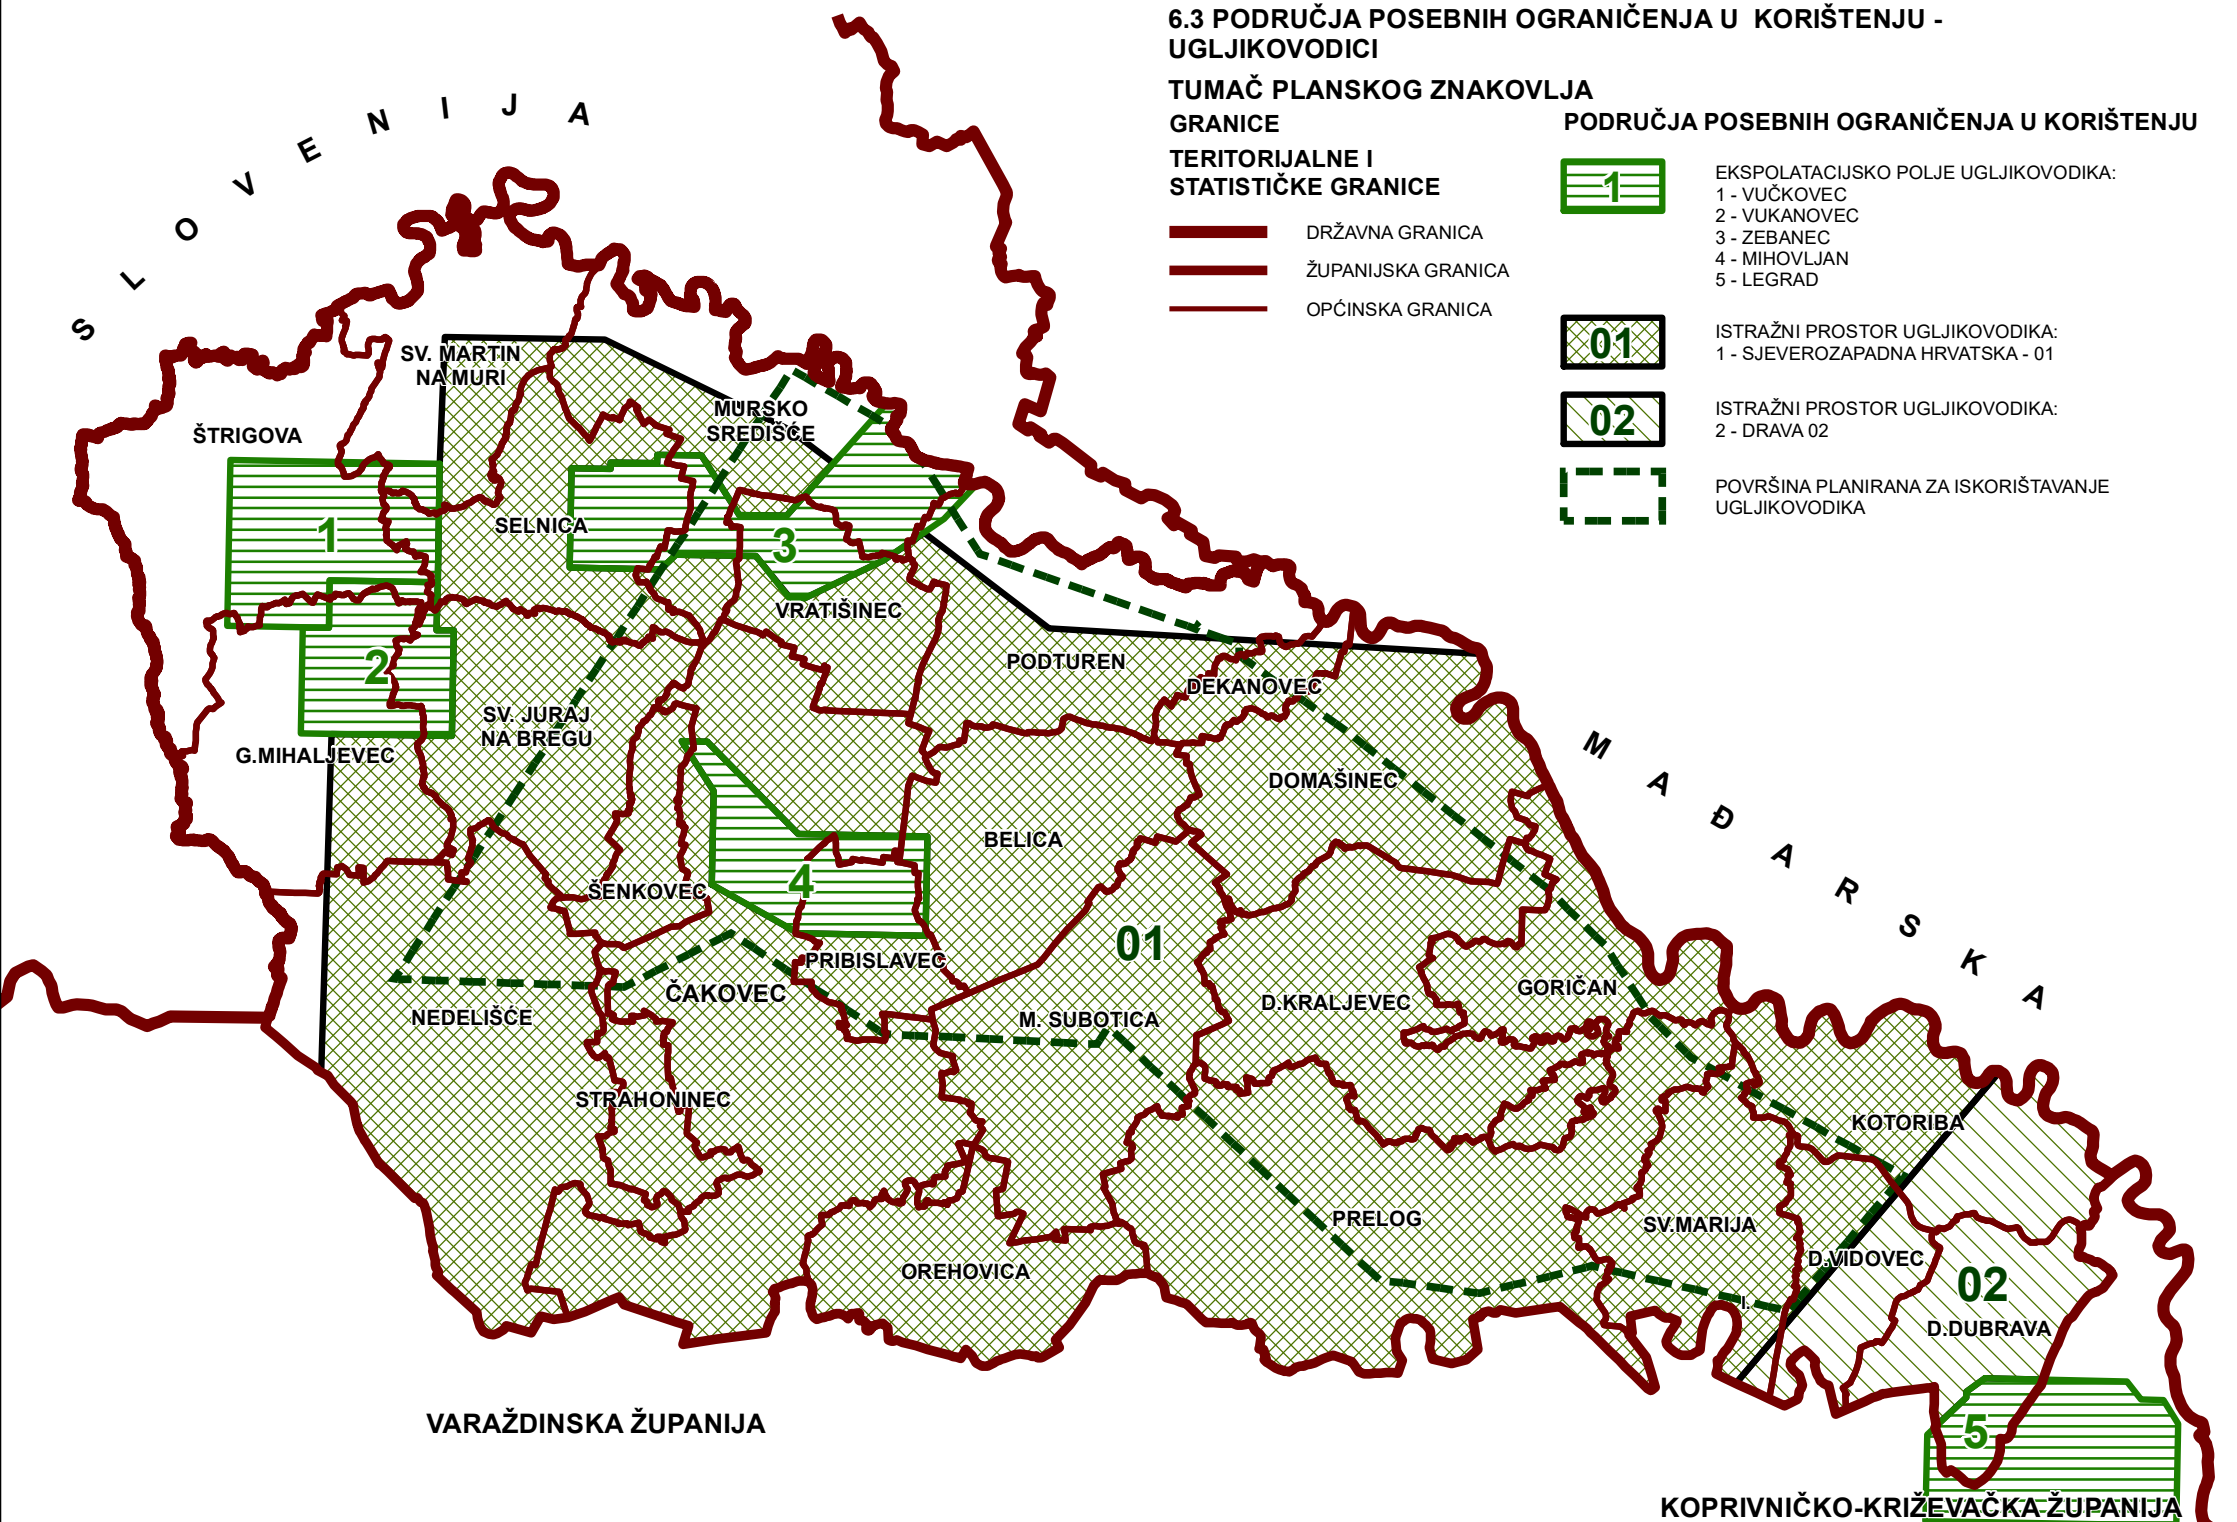 6.3 PODRUČJA POSEBNIH OGRANIČENJA U KORIŠTENJU -
UGLJIKOVODICI
TUMAČ PLANSKOG ZNAKOVLJA
GRANICE
TERITORIJALNE I
STATISTIČKE GRANICE
DRŽAVNA GRANICA
ŽUPANIJSKA GRANICA
OPĆINSKA GRANICA
PODRUČJA POSEBNIH OGRANIČENJA U KORIŠTENJU
1
EKSPOLATACIJSKO POLJE UGLJIKOVODIKA:
1 - VUČKOVEC
2 - VUKANOVEC
3 - ZEBANEC
4 - MIHOVLJAN
5 - LEGRAD
01
ISTRAŽNI PROSTOR UGLJIKOVODIKA:
1 - SJEVEROZAPADNA HRVATSKA - 01
02
ISTRAŽNI PROSTOR UGLJIKOVODIKA:
2 - DRAVA 02
POVRŠINA PLANIRANA ZA ISKORIŠTAVANJE
UGLJIKOVODIKA
SLOVENIJA
SV. MARTIN
NA MURI
MURSKO
SREDIŠĆE
ŠTRIGOVA
SELNICA
1
3
VRATIŠINEC
2
PODTUREN
DEKANOVEC
SV. JURAJ
NA BREGU
G.MIHALJEVEC
MAĐARSKA
DOMAŠINEC
BELICA
ŠENKOVEC
4
01
PRIBISLAVEC
ČAKOVEC
GORIČAN
D.KRALJEVEC
NEDELIŠĆE
M. SUBOTICA
STRAHONINEC
KOTORIBA
PRELOG
SV.MARIJA
D.VIDOVEC
OREHOVICA
02
I.
D.DUBRAVA
VARAŽDINSKA ŽUPANIJA
5
KOPRIVNIČKO-KRIŽEVAČKA ŽUPANIJA